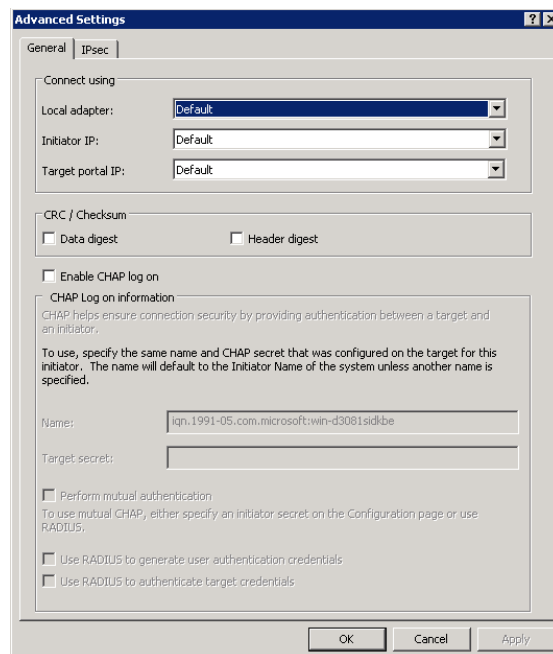 Advanced Settings
General
IPsec
Connect using
Local adapter:
Default
Initiator IP:
Default
Target portal IP:
Default
CRC / Checksum
Data digest
Header digest
Enable CHAP log on
CHAP Log on information
CHAP helps ensure connection security by providing authentication between a target and
an initiator.
To use, specify the same name and CHAP secret that was configured on the target for this
initiator. The name will default to the Initiator Name of the system unless another name is
specified.
Name:
iqn.1991-05.com.microsoft:win-d3081sidkbe
Target secret:
Perform mutual authentication
To use mutual CHAP, either specify an initiator secret on the Configuration page or use
RADIUS.
Use RADIUS to generate user authentication credentials
Use RADIUS to authenticate target credentials
OK
Cancel
Apply